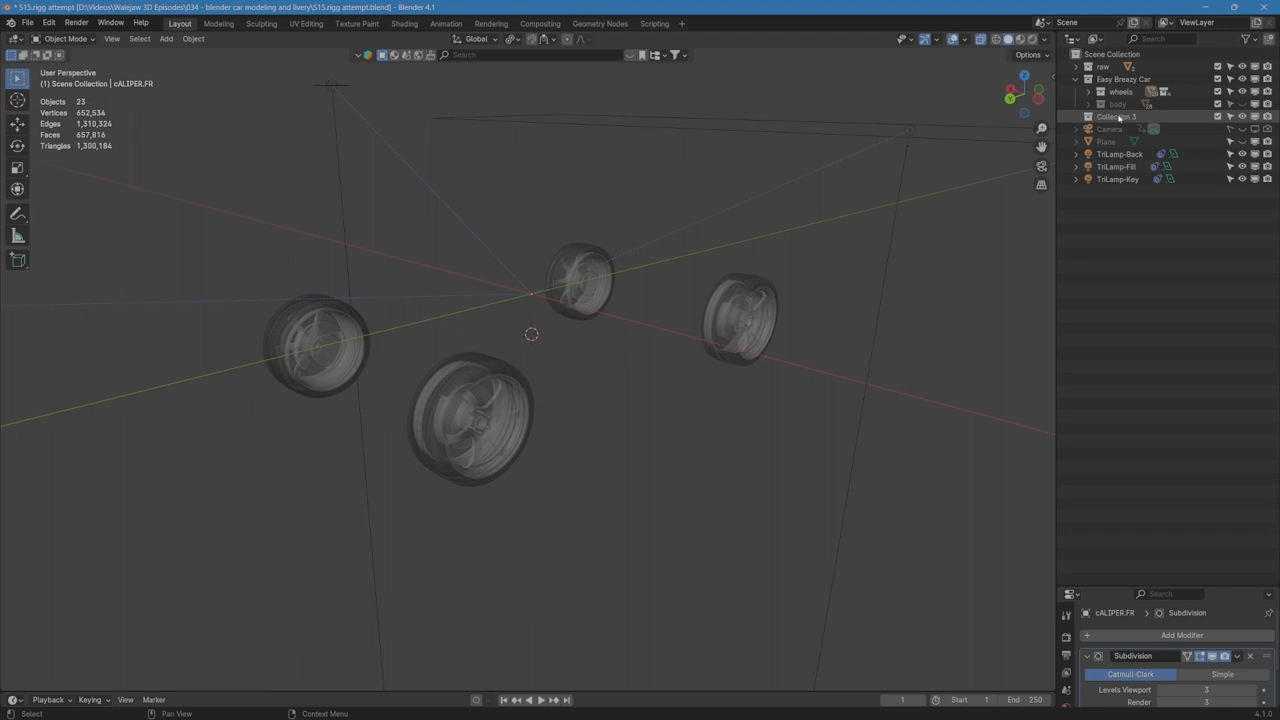 * S15.rigg attempt [D:\Videos\Walejaw 3D Episodes\034 - blender car modeling and livery\S15.rigg attempt.blend] - Blender 4.1
File Edit Render Window Help Layout Modeling Sculpting UV Editing Texture Paint Shading Animation Rendering Compositing Geometry Nodes Scripting + Scene ViewLayer
Object Mode View Select Add Object Global Search
Search Options
User Perspective
(1) Scene Collection | cALIPER.FR
Objects 23
Vertices 652,534
Edges 1,310,324
Faces 657,816
Triangles 1,300,184
Z
Scene Collection
raw 2
Easy Breazy Car
wheels
body 28
Collection 3
Camera
Plane
TriLamp-Back
TriLamp-Fill
TriLamp-Key
Search
cALIPER.FR > Subdivision
+ Add Modifier
Subdivision
Catmull-Clark Simple
Levels Viewport 3
Render 3
Playback Keying View Marker 1 Start 1 End 250
Select Pan View Context Menu 4.1.0